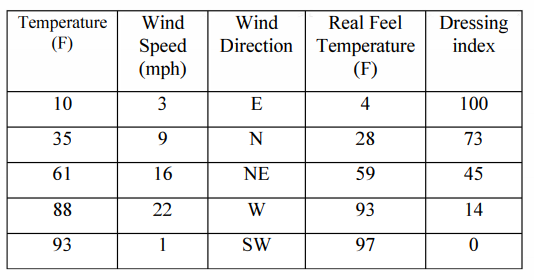 Temperature (F) Wind Speed (mph) Wind Direction Real Feel Temperature (F) Dressing index
10 3 E 4 100
35 9 N 28 73
61 16 NE 59 45
88 22 W 93 14
93 1 SW 97 0